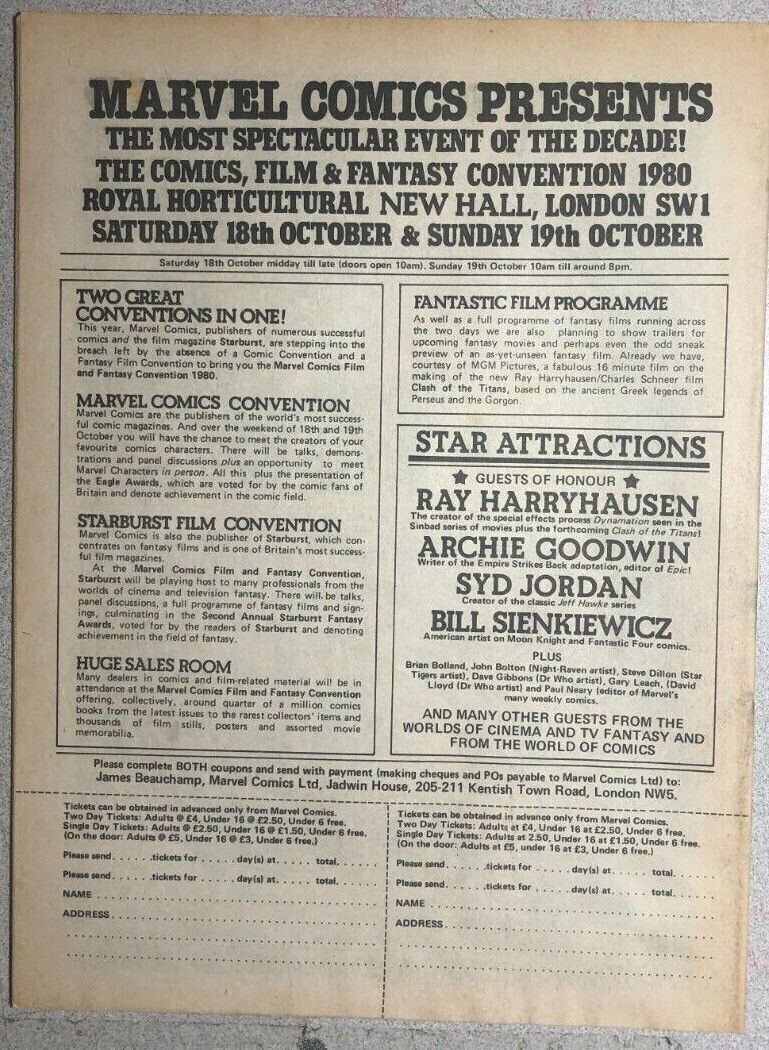 MARVEL COMICS PRESENTS
THE MOST SPECTACULAR EVENT OF THE DECADE!
THE COMICS, FILM & FANTASY CONVENTION 1980
ROYAL HORTICULTURAL NEW HALL, LONDON SW1
SATURDAY 18th OCTOBER & SUNDAY 19th OCTOBER
Saturday 18th October midday till late (doors open 10am). Sunday 19th October 10am till around 8pm.
TWO GREAT
CONVENTIONS IN ONE!
This year, Marvel Comics, publishers of numerous successful
comics and the film magazine Starburst, are stepping into the
breach left by the absence of a Comic Convention and a
Fantasy Film Convention to bring you the Marvel Comics Film
and Fantasy Convention 1980.
MARVEL COMICS CONVENTION
Marvel Comics are the publishers of the world's most success-
ful comic magazines. And over the weekend of 18th and 19th
October you will have the chance to meet the creators of your
favourite comics characters. There will be talks, demons-
trations and panel discussions plus an opportunity to meet
Marvel Characters in person. All this plus the presentation of
the Eagle Awards, which are voted for by the comic fans of
Britain and denote achievement in the comic field.
STARBURST FILM CONVENTION
Marvel Comics is also the publisher of Starburst, which con-
centrates on fantasy films and is one of Britain's most success-
ful film magazines.
At the Marvel Comics Film and Fantasy Convention,
Starburst will be playing host to many professionals from the
worlds of cinema and television fantasy. There will be talks,
panel discussions, a full programme of fantasy films and sign-
ings, culminating in the Second Annual Starburst Fantasy
Awards, voted for by the readers of Starburst and denoting
achievement in the field of fantasy.
HUGE SALES ROOM
Many dealers in comics and film-related material will be in
attendance at the Marvel Comics Film and Fantasy Convention
offering, collectively, around quarter of a million comics
books from the latest issues to the rarest collectors' items and
thousands of film stills, posters and assorted movie
memorabilia.
FANTASTIC FILM PROGRAMME
As well as a full programme of fantasy films running across
the two days we are also planning to show trailers for
upcoming fantasy movies and perhaps even the odd sneak
preview of an as-yet-unseen fantasy film. Already we have,
courtesy of MGM Pictures, a fabulous 16 minute film on the
making of the new Ray Harryhausen/Charles Schneer film
Clash of the Titans, based on the ancient Greek legends of
Perseus and the Gorgon.
STAR ATTRACTIONS
★ GUESTS OF HONOUR ★
RAY HARRYHAUSEN
The creator of the special effects process Dynamation seen in the
Sinbad series of movies plus the forthcoming Clash of the Titans!
ARCHIE GOODWIN
Writer of the Empire Strikes Back adaptation, editor of Epic!
SYD JORDAN
Creator of the classic Jeff Hawke series
BILL SIENKIEWICZ
American artist on Moon Knight and Fantastic Four comics.
PLUS
Brian Bolland, John Bolton (Night-Raven artist), Steve Dillon (Star
Tigers artist), Dave Gibbons (Dr Who artist), Gary Leach, (David
Lloyd (Dr Who artist) and Paul Neary (editor of Marvel's
many weekly comics.
AND MANY OTHER GUESTS FROM THE
WORLDS OF CINEMA AND TV FANTASY AND
FROM THE WORLD OF COMICS
Please complete BOTH coupons and send with payment (making cheques and POs payable to Marvel Comics Ltd) to:
James Beauchamp, Marvel Comics Ltd, Jadwin House, 205-211 Kentish Town Road, London NW5.
Tickets can be obtained in advanced only from Marvel Comics.
Two Day Tickets: Adults @ £4, Under 16 @ £2.50, Under 6 free.
Single Day Tickets: Adults @ £2.50, Under 16 @ £1.50, Under 6 free.
(On the door: Adults @ £5, Under 16 @ £3, Under 6 free.)
Please send......tickets for......day(s) at......total......
Please send......tickets for......day(s) at......total......
NAME
ADDRESS
Tickets can be obtained in advance only from Marvel Comics.
Two Day Tickets: Adults at £4, Under 16 at £2.50, Under 6 free.
Single Day Tickets: Adults at 2.50, Under 16 at £1.50, Under 6 free.
(On the door: Adults at £5, under 16 at £3, Under 6 free.)
Please send......tickets for......day(s) at......total......
Please send......tickets for......day(s) at......total......
NAME
ADDRESS